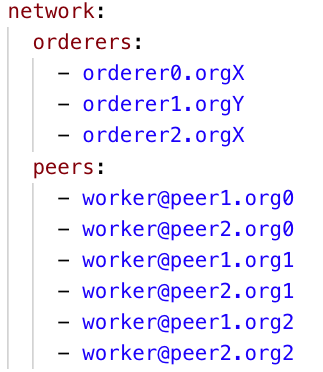 network:
  orderers:
    - orderer0.orgX
    - orderer1.orgY
    - orderer2.orgX
  peers:
    - worker@peer1.org0
    - worker@peer2.org0
    - worker@peer1.org1
    - worker@peer2.org1
    - worker@peer1.org2
    - worker@peer2.org2